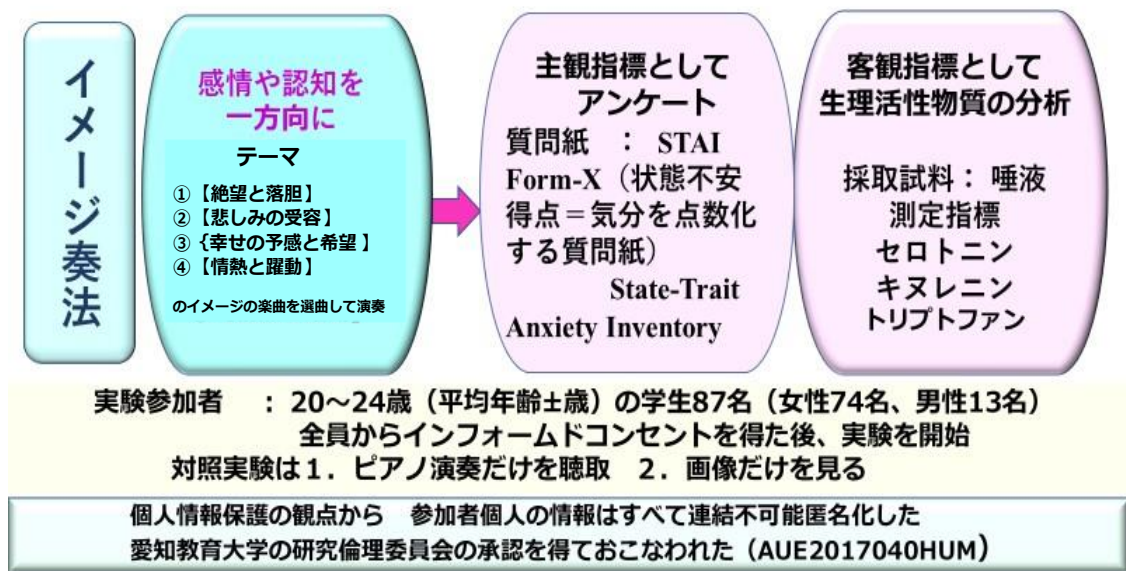 イメージ奏法
感情や認知を
一方向に
テーマ
①【絶望と落胆】
②【悲しみの受容】
③｛幸せの予感と希望 】
④【情熱と躍動】
のイメージの楽曲を選曲して演奏
主観指標として
アンケート
質問紙 ： STAI
Form-X（状態不安
得点＝気分を点数化
する質問紙）
State-Trait
Anxiety Inventory
客観指標として
生理活性物質の分析
採取試料： 唾液
測定指標
セロトニン
キヌレニン
トリプトファン
実験参加者 ：20～24歳（平均年齢±歳）の学生87名（女性74名、男性13名）
全員からインフォームドコンセントを得た後、実験を開始
対照実験は１．ピアノ演奏だけを聴取 ２．画像だけを見る
個人情報保護の観点から 参加者個人の情報はすべて連結不可能匿名化した
愛知教育大学の研究倫理委員会の承認を得ておこなわれた（AUE2017040HUM）